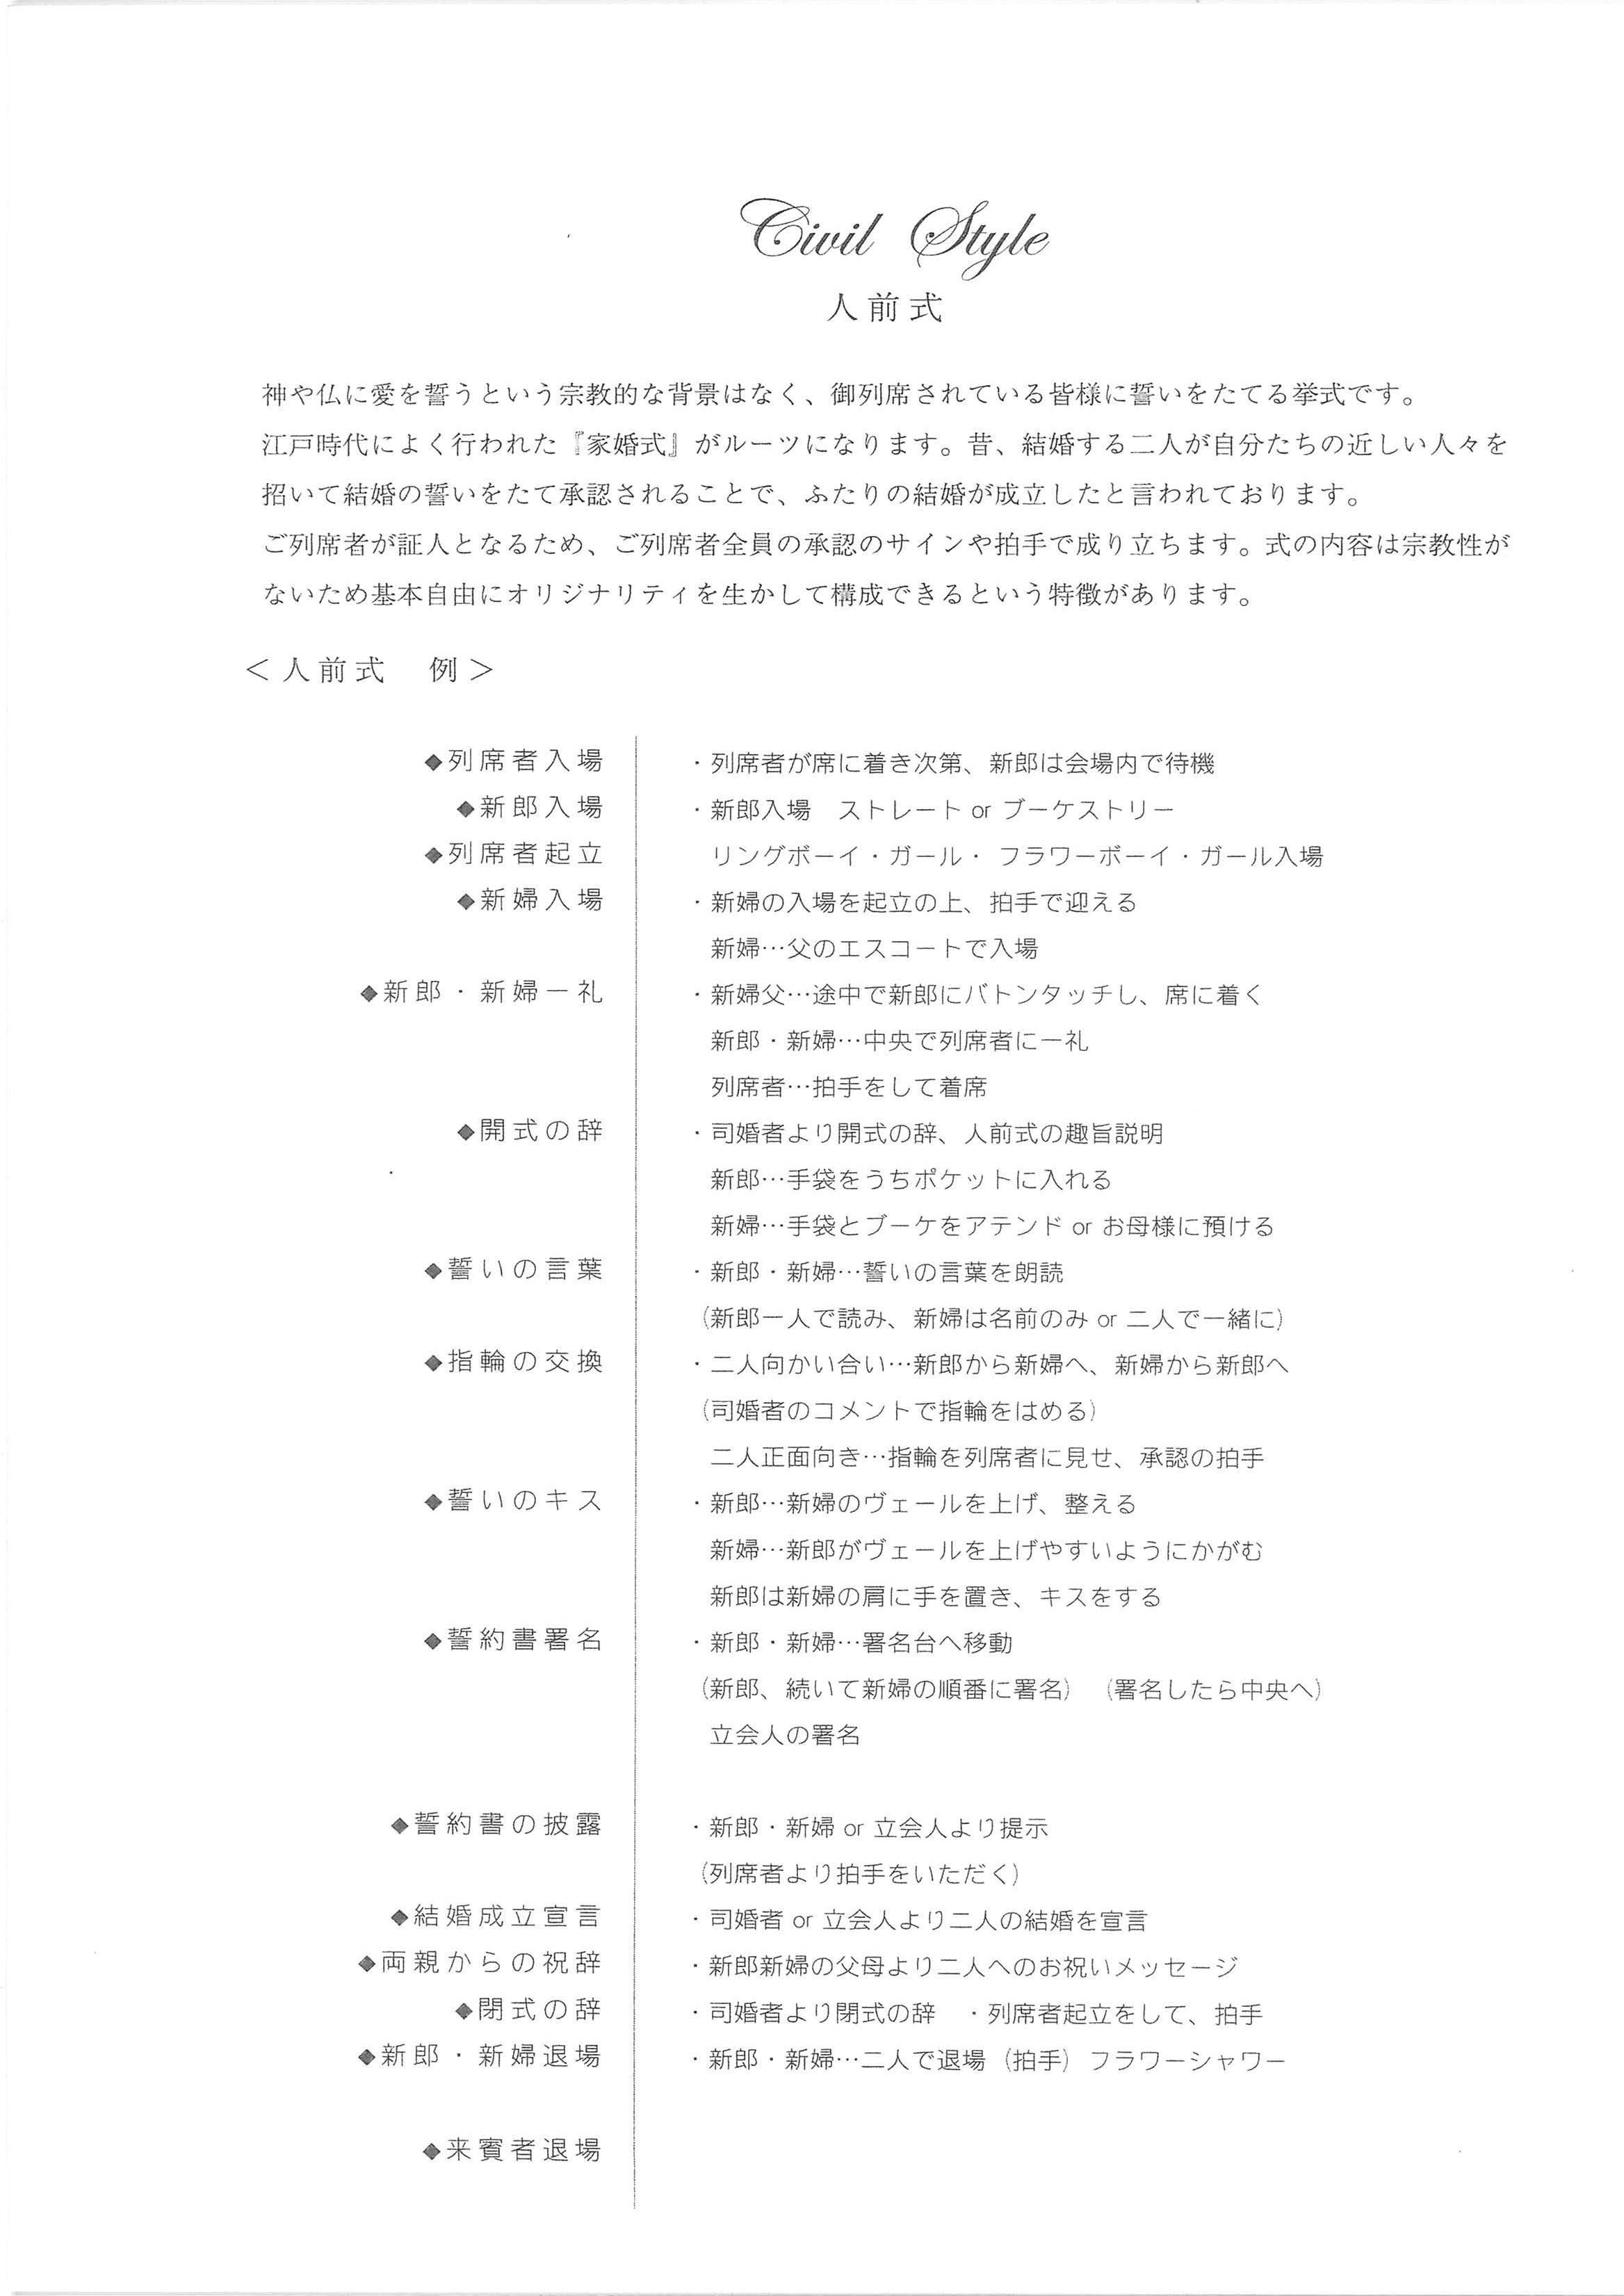 Civil Style
人前式
神や仏に愛を誓うという宗教的な背景はなく、御列席されている皆様に誓いをたてる挙式です。
江戸時代によく行われた『家婚式』がルーツになります。昔、結婚する二人が自分たちの近しい人々を
招いて結婚の誓いをたて承認されることで、ふたりの結婚が成立したと言われております。
ご列席者が証人となるため、ご列席者全員の承認のサインや拍手で成り立ちます。式の内容は宗教性が
ないため基本自由にオリジナリティを生かして構成できるという特徴があります。
＜人前式　例＞
◆列席者入場　・列席者が席に着き次第、新郎は会場内で待機
◆新郎入場　・新郎入場　ストレート or ブーケストリー
◆列席者起立　リングボーイ・ガール・ フラワーボーイ・ガール入場
◆新婦入場　・新婦の入場を起立の上、拍手で迎える
新婦…父のエスコートで入場
◆新郎・新婦一礼　・新婦父…途中で新郎にバトンタッチし、席に着く
新郎・新婦…中央で列席者に一礼
列席者…拍手をして着席
◆開式の辞　・司婚者より開式の辞、人前式の趣旨説明
新郎…手袋をうちポケットに入れる
新婦…手袋とブーケをアテンド or お母様に預ける
◆誓いの言葉　・新郎・新婦…誓いの言葉を朗読
（新郎一人で読み、新婦は名前のみ or 二人で一緒に）
◆指輪の交換　・二人向かい合い…新郎から新婦へ、新婦から新郎へ
（司婚者のコメントで指輪をはめる）
二人正面向き…指輪を列席者に見せ、承認の拍手
◆誓いのキス　・新郎…新婦のヴェールを上げ、整える
新婦…新郎がヴェールを上げやすいようにかがむ
新郎は新婦の肩に手を置き、キスをする
◆誓約書署名　・新郎・新婦…署名台へ移動
（新郎、続いて新婦の順番に署名）　（署名したら中央へ）
立会人の署名
◆誓約書の披露　・新郎・新婦 or 立会人より提示
（列席者より拍手をいただく）
◆結婚成立宣言　・司婚者 or 立会人より二人の結婚を宣言
◆両親からの祝辞　・新郎新婦の父母より二人へのお祝いメッセージ
◆閉式の辞　・司婚者より閉式の辞　・列席者起立をして、拍手
◆新郎・新婦退場　・新郎・新婦…二人で退場（拍手）フラワーシャワー
◆来賓者退場